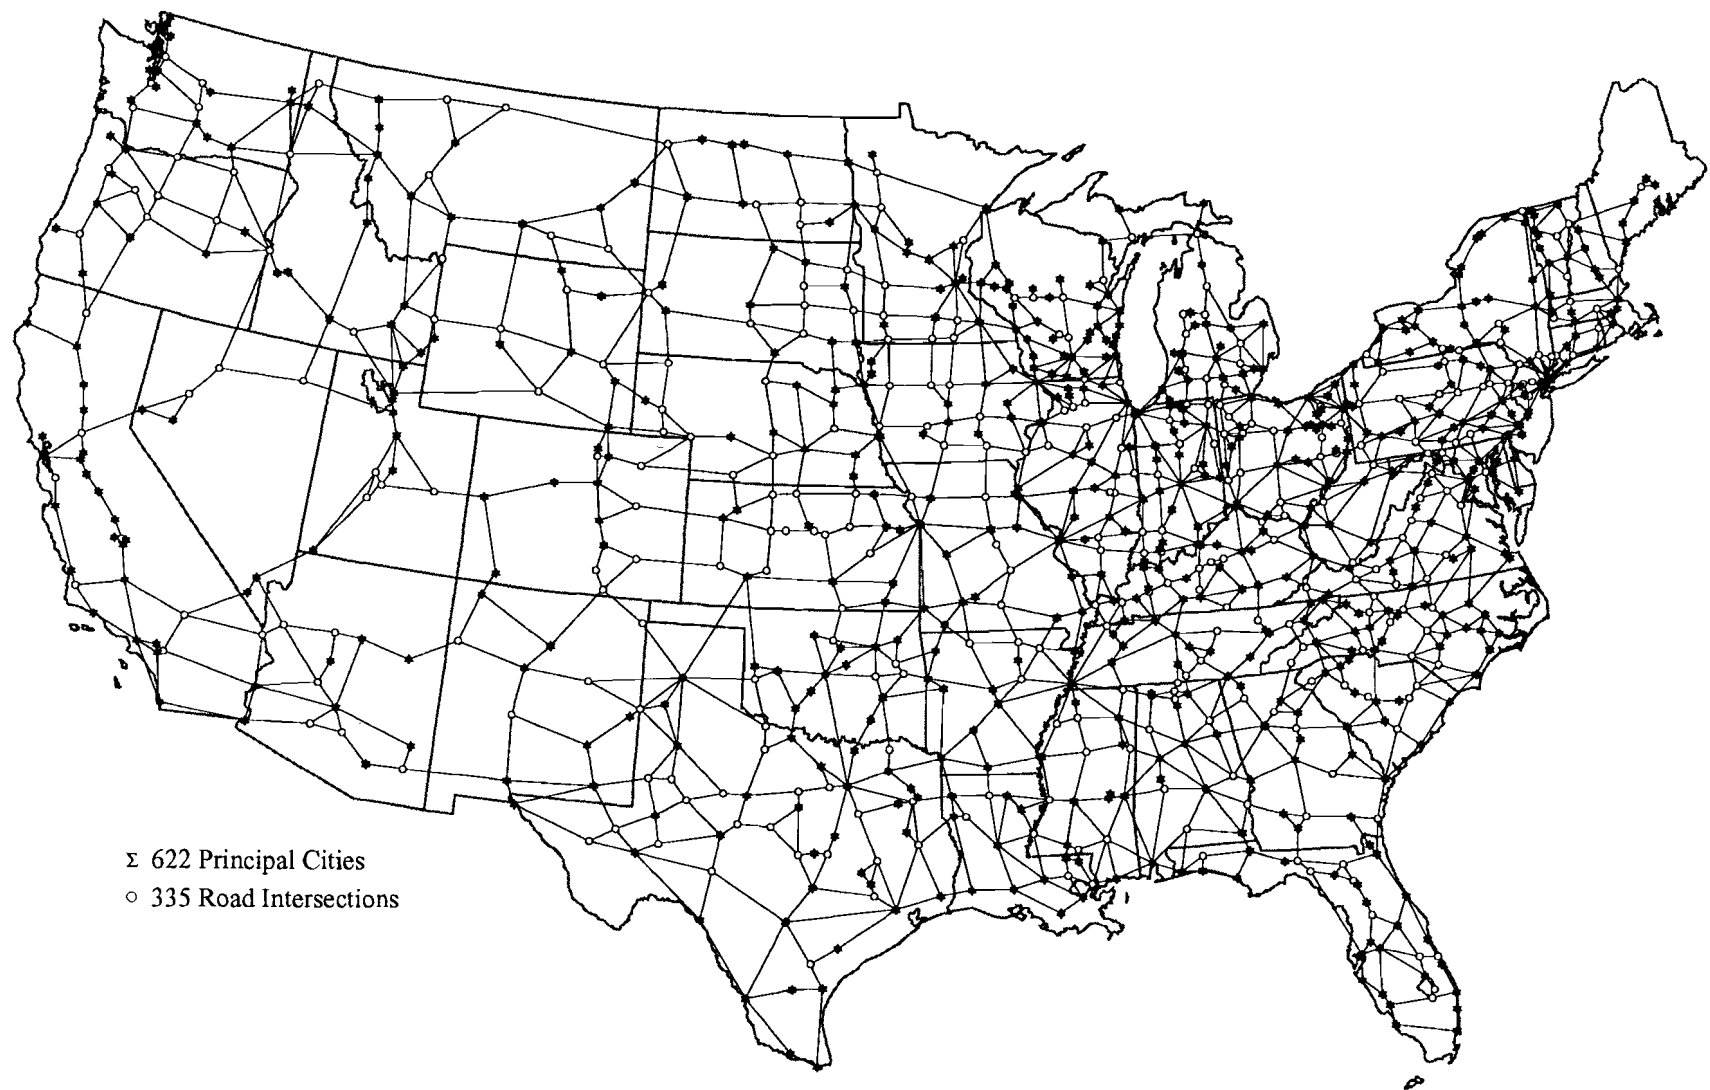 Σ 622 Principal Cities
○ 335 Road Intersections